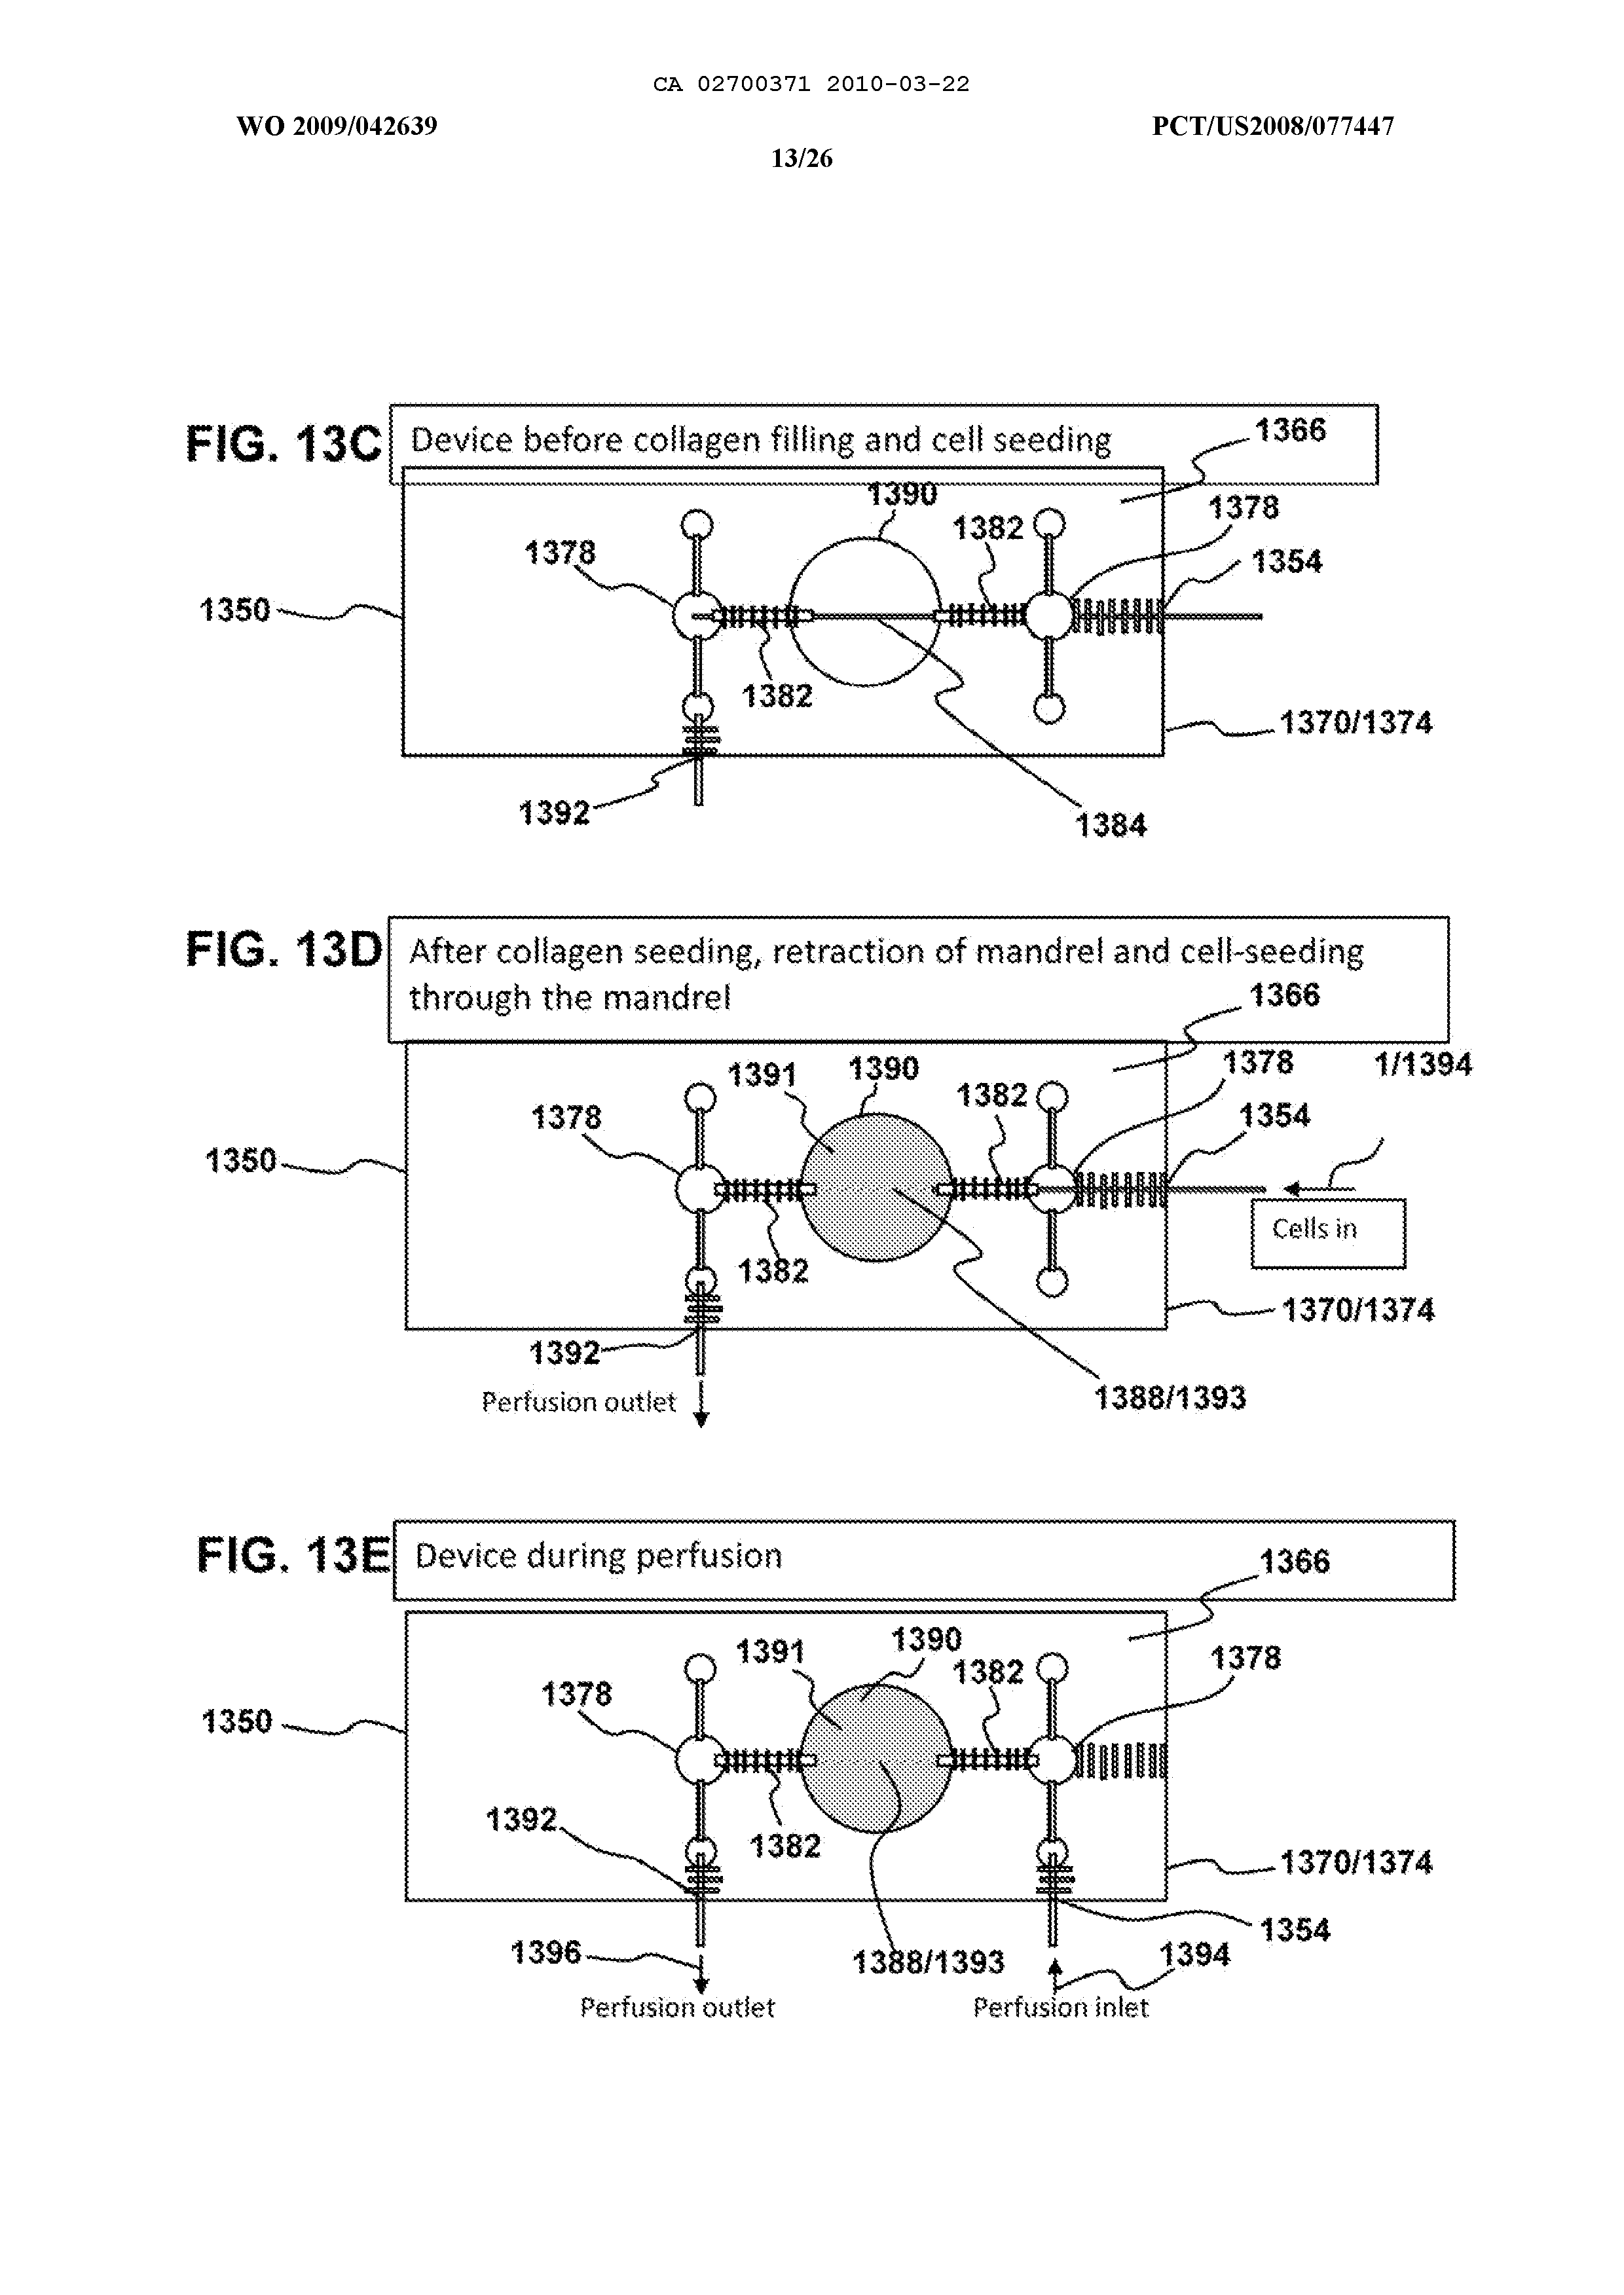 CA 02700371 2010-03-22
WO 2009/042639
PCT/US2008/077447
13/26
FIG. 13C
Device before collagen filling and cell seeding
1366
1390
1378
1382
1378
1354
1350
1382
1370/1374
1392
1384
FIG. 13D
After collagen seeding, retraction of mandrel and cell-seeding
through the mandrel
1366
1391
1390
1382
1378
1/1394
1378
1354
1350
Cells in
1382
1370/1374
1392
Perfusion outlet
1388/1393
FIG. 13E
Device during perfusion
1366
1391
1390
1382
1378
1378
1350
1392
1382
1370/1374
1354
1396
1388/1393
1394
Perfusion outlet
Perfusion inlet